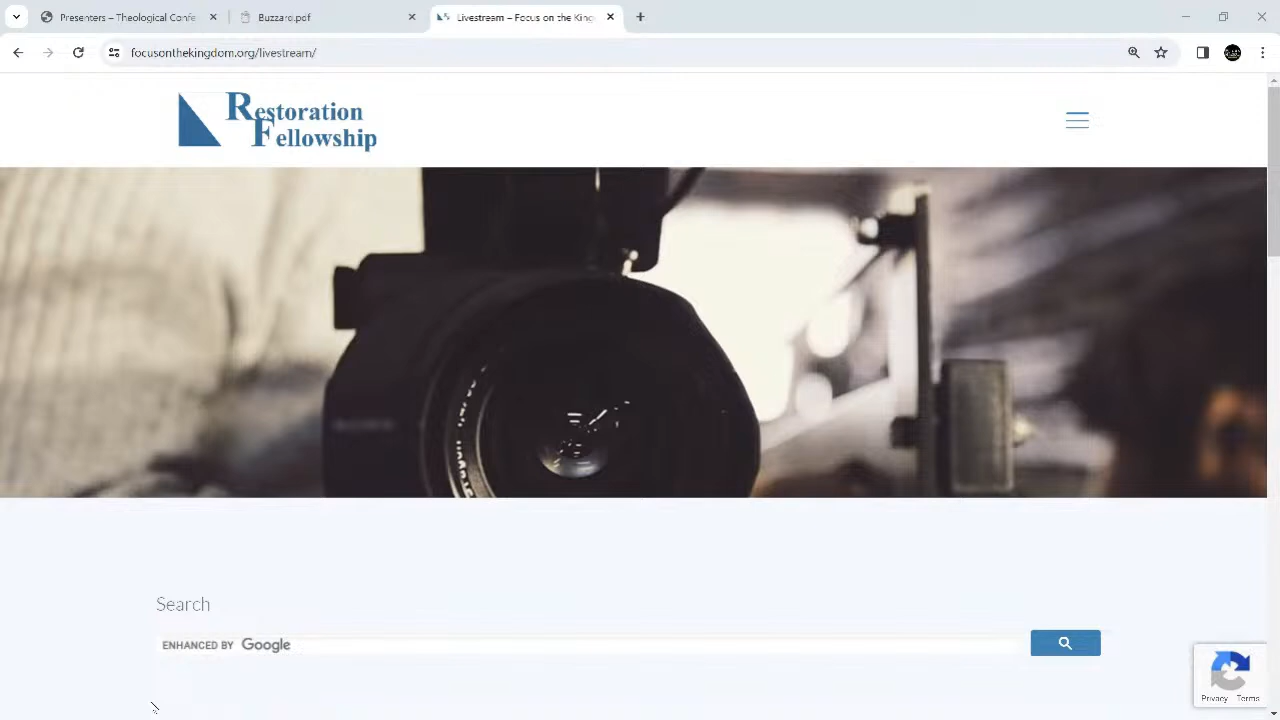 Presenters – Theological Confe
Buzzard.pdf
Livestream – Focus on the King
focusonthekingdom.org/livestream/
Restoration
Fellowship
Search
ENHANCED BY Google
Privacy - Terms